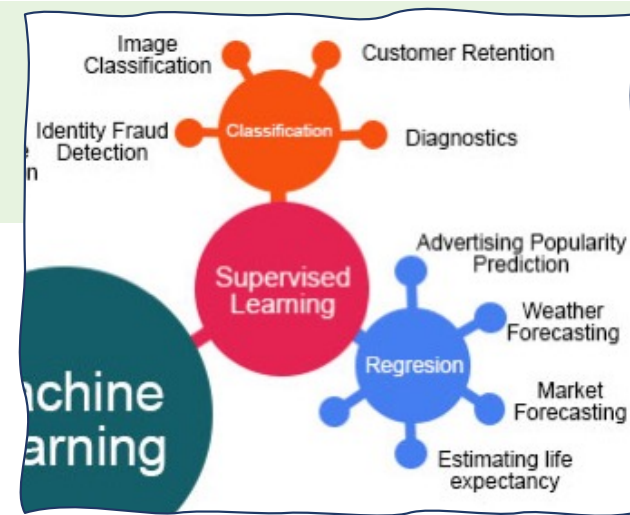 Image
Classification
Customer Retention
Identity Fraud
Detection
Classification
Diagnostics
Supervised
Learning
Advertising Popularity
Prediction
Weather
Forecasting
Regresion
Market
Forecasting
Estimating life
expectancy
achine
arning